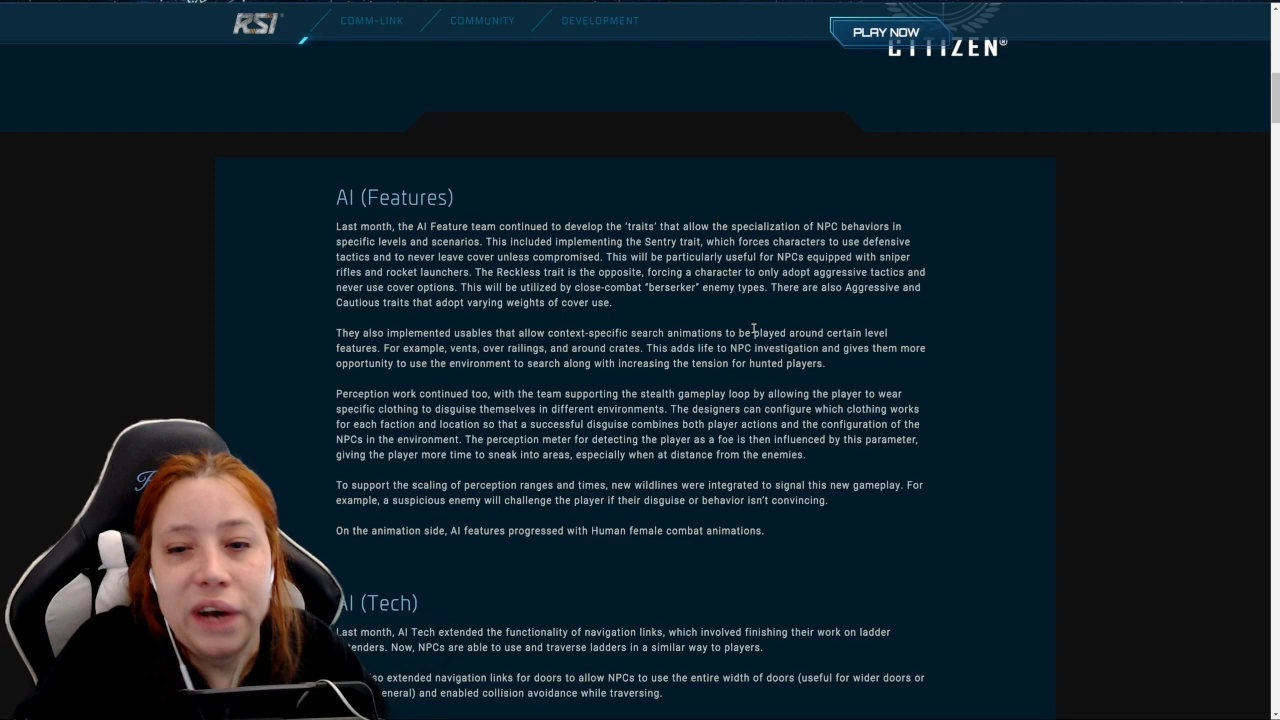 RSI®
COMM-LINK
COMMUNITY
DEVELOPMENT
PLAY NOW
CITIZEN®
AI (Features)
Last month, the AI Feature team continued to develop the ‘traits’ that allow the specialization of NPC behaviors in
specific levels and scenarios. This included implementing the Sentry trait, which forces characters to use defensive
tactics and to never leave cover unless compromised. This will be particularly useful for NPCs equipped with sniper
rifles and rocket launchers. The Reckless trait is the opposite, forcing a character to only adopt aggressive tactics and
never use cover options. This will be utilized by close-combat “berserker” enemy types. There are also Aggressive and
Cautious traits that adopt varying weights of cover use.
They also implemented usables that allow context-specific search animations to be played around certain level
features. For example, vents, over railings, and around crates. This adds life to NPC investigation and gives them more
opportunity to use the environment to search along with increasing the tension for hunted players.
Perception work continued too, with the team supporting the stealth gameplay loop by allowing the player to wear
specific clothing to disguise themselves in different environments. The designers can configure which clothing works
for each faction and location so that a successful disguise combines both player actions and the configuration of the
NPCs in the environment. The perception meter for detecting the player as a foe is then influenced by this parameter,
giving the player more time to sneak into areas, especially when at distance from the enemies.
To support the scaling of perception ranges and times, new wildlines were integrated to signal this new gameplay. For
example, a suspicious enemy will challenge the player if their disguise or behavior isn’t convincing.
On the animation side, AI features progressed with Human female combat animations.
AI (Tech)
Last month, AI Tech extended the functionality of navigation links, which involved finishing their work on ladder
Now, NPCs are able to use and traverse ladders in a similar way to players.
extended navigation links for doors to allow NPCs to use the entire width of doors (useful for wider doors or
and enabled collision avoidance while traversing.